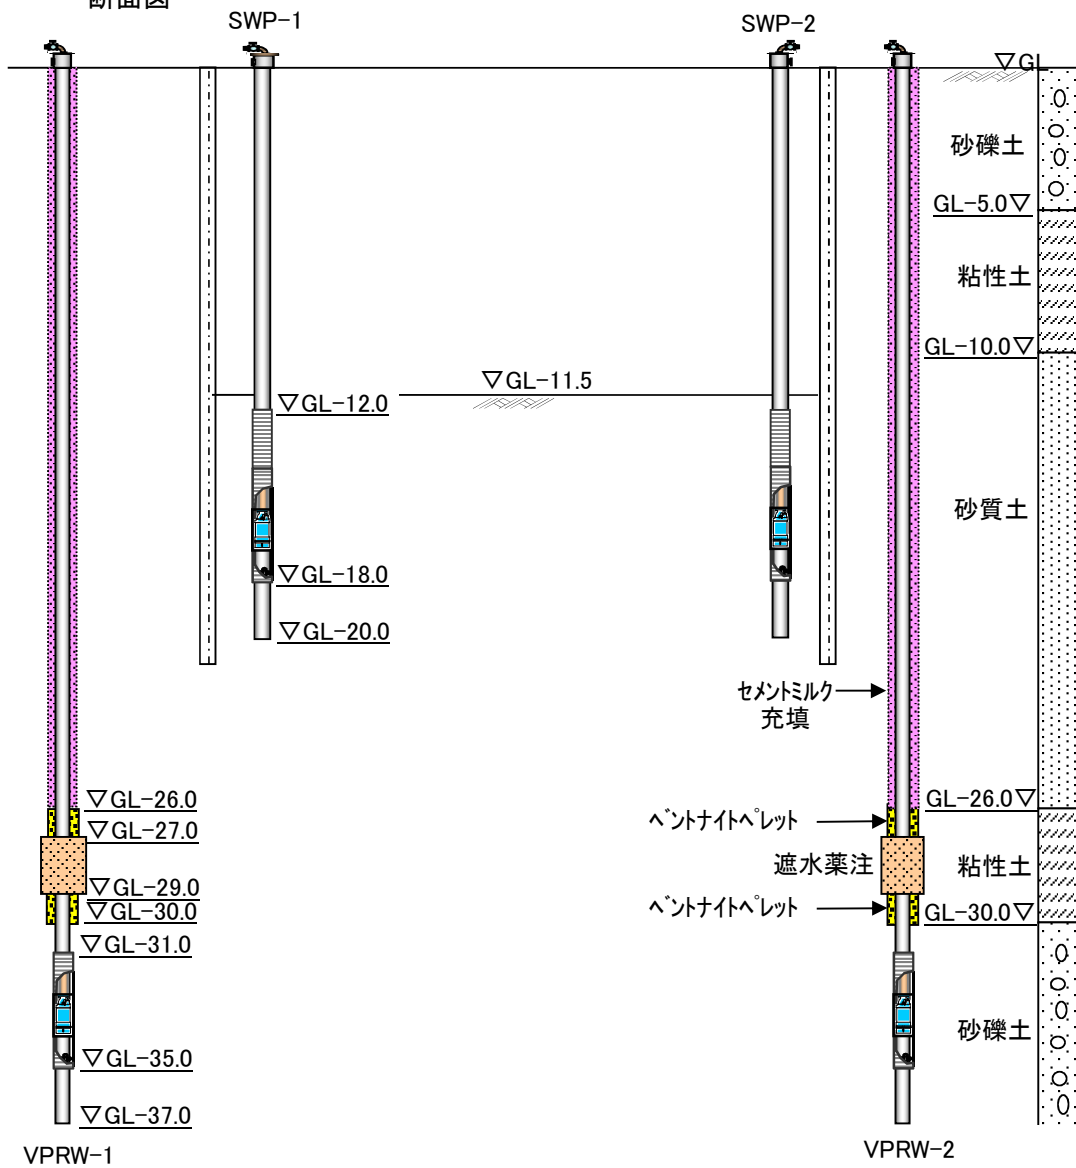 断面図
SWP-1
SWP-2
▽GL
砂礫土
GL-5.0▽
粘性土
GL-10.0▽
▽GL-11.5
▽GL-12.0
砂質土
▽GL-18.0
▽GL-20.0
セメントミルク
充填
▽GL-26.0
GL-26.0▽
▽GL-27.0
ベントナイトペレット
遮水薬注
粘性土
▽GL-29.0
▽GL-30.0
ベントナイトペレット
GL-30.0▽
▽GL-31.0
砂礫土
▽GL-35.0
▽GL-37.0
VPRW-1
VPRW-2